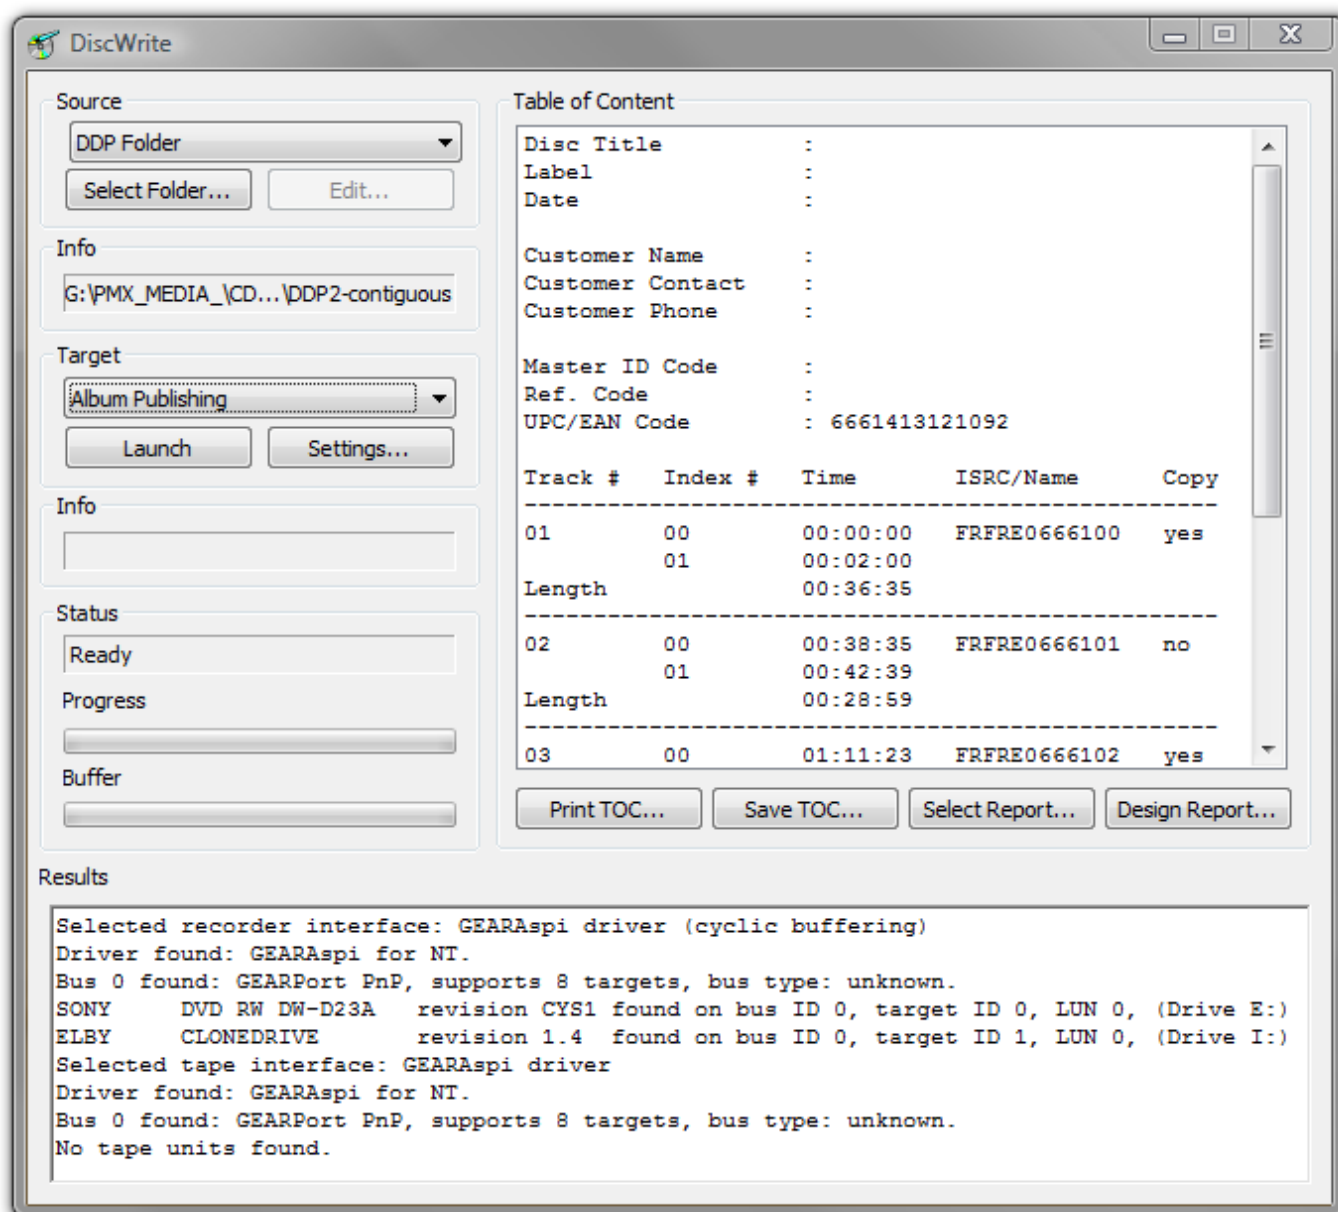 DiscWrite
Source
DDP Folder
Select Folder...
Edit...
Info
G:\PMX_MEDIA_\CD...\DDP2-contiguous
Target
Album Publishing
Launch
Settings...
Info
Status
Ready
Progress
Buffer
Table of Content
Disc Title :
Label :
Date :
Customer Name :
Customer Contact :
Customer Phone :
Master ID Code :
Ref. Code :
UPC/EAN Code : 6661413121092
Track # Index # Time ISRC/Name Copy
--------------------------------------------------
01 00 00:00:00 FRFRE0666100 yes
01 00:02:00
Length 00:36:35
--------------------------------------------------
02 00 00:38:35 FRFRE0666101 no
01 00:42:39
Length 00:28:59
--------------------------------------------------
03 00 01:11:23 FRFRE0666102 yes
Print TOC...
Save TOC...
Select Report...
Design Report...
Results
Selected recorder interface: GEARAspi driver (cyclic buffering)
Driver found: GEARAspi for NT.
Bus 0 found: GEARPort PnP, supports 8 targets, bus type: unknown.
SONY DVD RW DW-D23A revision CYS1 found on bus ID 0, target ID 0, LUN 0, (Drive E:)
ELBY CLONEDRIVE revision 1.4 found on bus ID 0, target ID 1, LUN 0, (Drive I:)
Selected tape interface: GEARAspi driver
Driver found: GEARAspi for NT.
Bus 0 found: GEARPort PnP, supports 8 targets, bus type: unknown.
No tape units found.